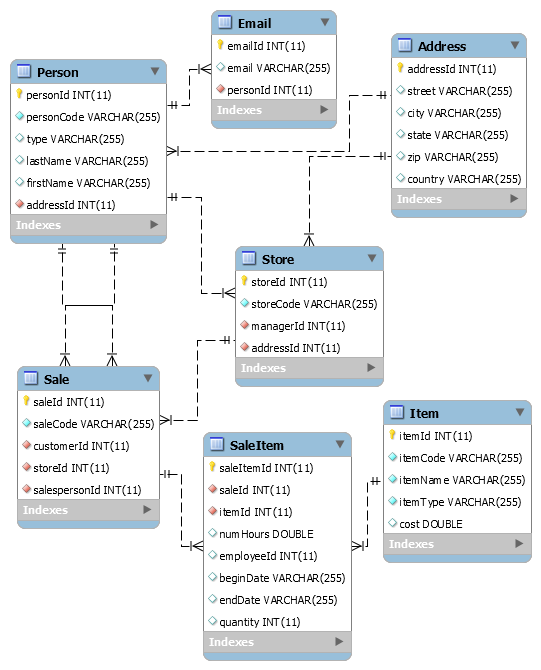 Email
emailId INT(11)
email VARCHAR(255)
personId INT(11)
Indexes
Address
addressId INT(11)
street VARCHAR(255)
city VARCHAR(255)
state VARCHAR(255)
zip VARCHAR(255)
country VARCHAR(255)
Indexes
Person
personId INT(11)
personCode VARCHAR(255)
type VARCHAR(255)
lastName VARCHAR(255)
firstName VARCHAR(255)
addressId INT(11)
Indexes
Store
storeId INT(11)
storeCode VARCHAR(255)
managerId INT(11)
addressId INT(11)
Indexes
Sale
saleId INT(11)
saleCode VARCHAR(255)
customerId INT(11)
storeId INT(11)
salespersonId INT(11)
Indexes
SaleItem
saleItemId INT(11)
saleId INT(11)
itemId INT(11)
numHours DOUBLE
employeeId INT(11)
beginDate VARCHAR(255)
endDate VARCHAR(255)
quantity INT(11)
Indexes
Item
itemId INT(11)
itemCode VARCHAR(255)
itemName VARCHAR(255)
itemType VARCHAR(255)
cost DOUBLE
Indexes